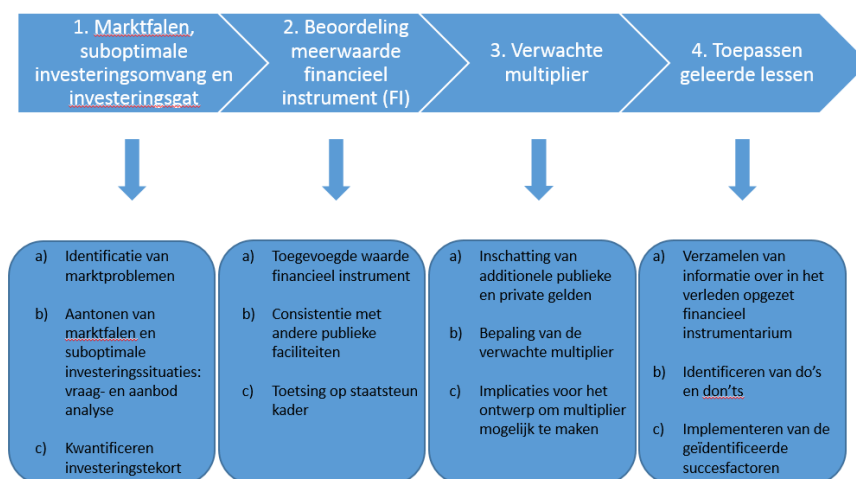 1. Marktfalen,
suboptimale
investeringsomvang en
investeringsgat
2. Beoordeling
meerwaarde
financieel
instrument (FI)
3. Verwachte
multiplier
4. Toepassen
geleerde lessen
a) Identificatie van
marktproblemen
b) Aantonen van
marktfalen en
suboptimale
investeringssituaties:
vraag- en aanbod
analyse
c) Kwantificeren
investeringstekort
a) Toegevoegde waarde
financieel instrument
b) Consistentie met
andere publieke
faciliteiten
c) Toetsing op staatsteun
kader
a) Inschatting van
additionele publieke
en private gelden
b) Bepaling van de
verwachte multiplier
c) Implicaties voor het
ontwerp om multiplier
mogelijk te maken
a) Verzamelen van
informatie over in het
verleden opgezet
financieel
instrumentarium
b) Identificeren van do's
en don'ts
c) Implementeren van de
geïdentificeerde
succesfactoren